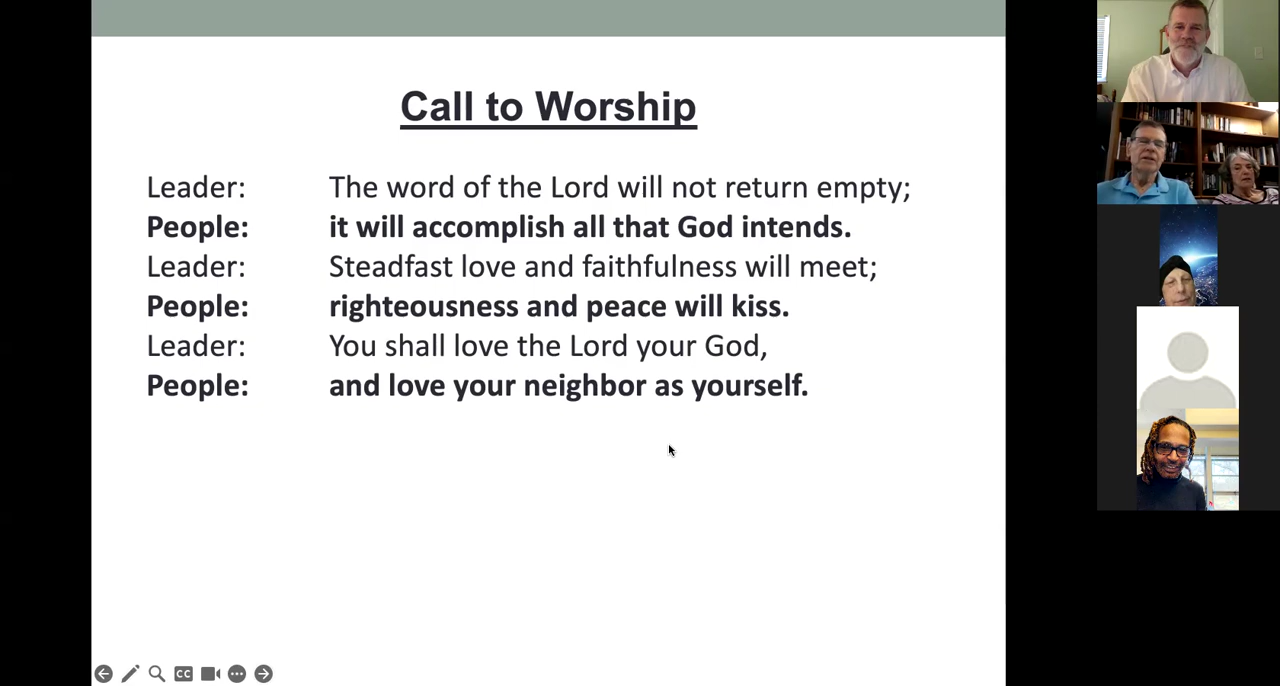 Call to Worship
Leader: The word of the Lord will not return empty;
People: it will accomplish all that God intends.
Leader: Steadfast love and faithfulness will meet;
People: righteousness and peace will kiss.
Leader: You shall love the Lord your God,
People: and love your neighbor as yourself.
CC